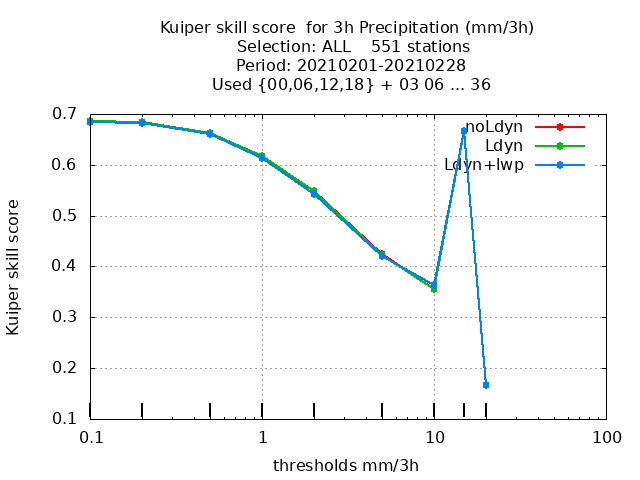 Kuiper skill score  for 3h Precipitation (mm/3h)
Selection: ALL    551 stations
Period: 20210201-20210228
Used {00,06,12,18} + 03 06 ... 36
noLdyn
Ldyn
Ldyn+lwp
0.7
0.6
0.5
0.4
0.3
0.2
0.1
Kuiper skill score
0.1 1 10 100
thresholds mm/3h